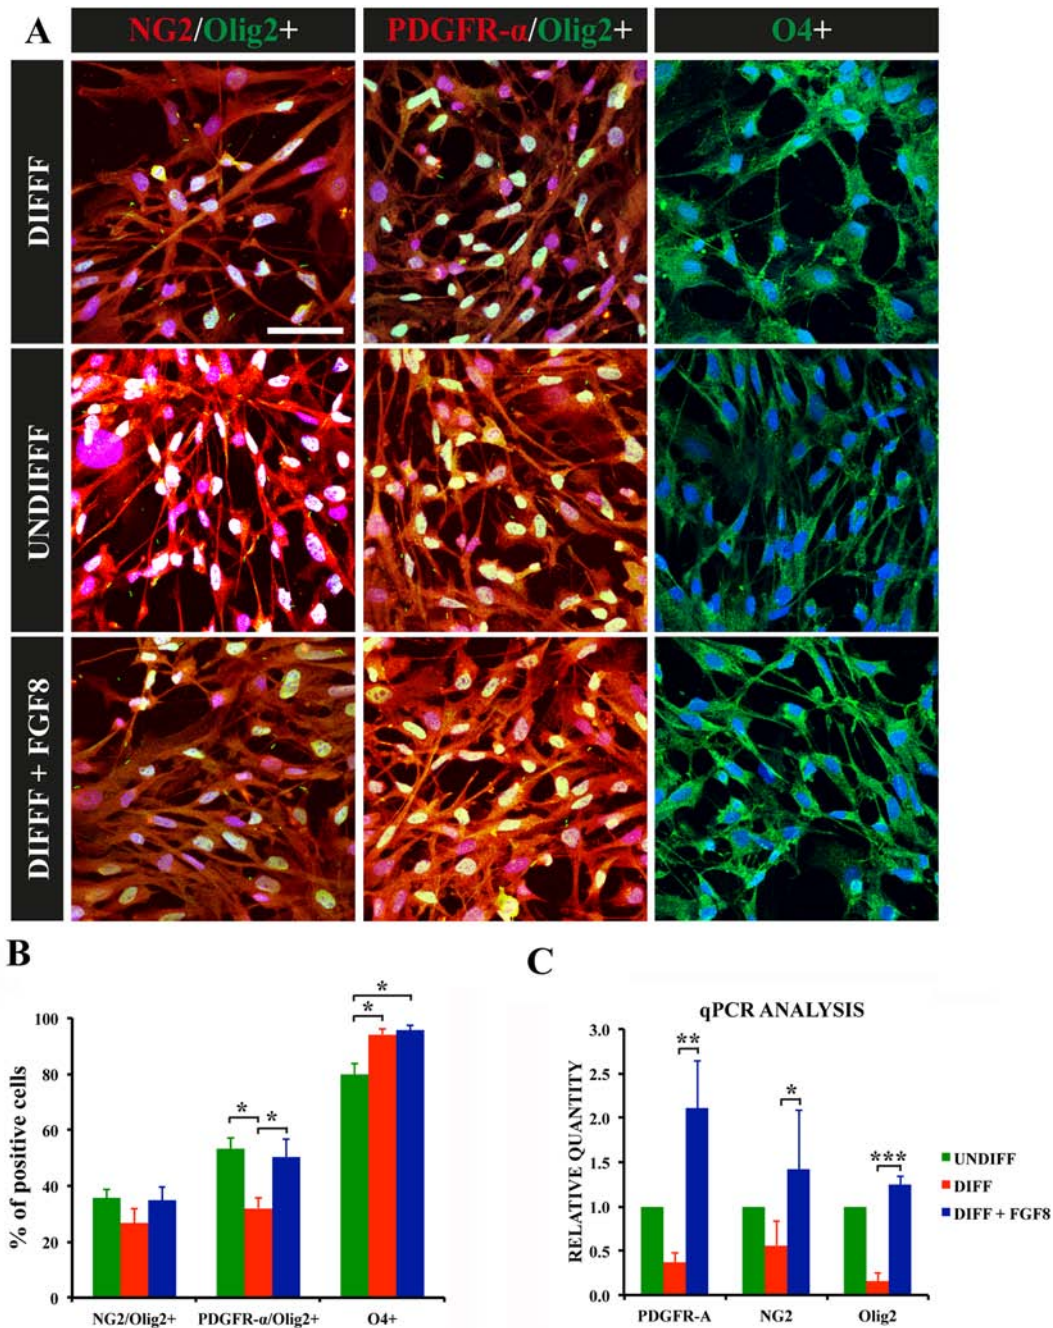 A
NG2/Olig2+
PDGFR-α/Olig2+
O4+
DIFFF
UNDIFFF
DIFFF + FGF8
B
% of positive cells
100
80
60
40
20
0
*
*
*
*
NG2/Olig2+
PDGFR-α/Olig2+
O4+
C
qPCR ANALYSIS
RELATIVE QUANTITY
3.0
2.5
2.0
1.5
1.0
0.5
0.0
**
*
***
PDGFR-A
NG2
Olig2
UNDIFF
DIFF
DIFF + FGF8